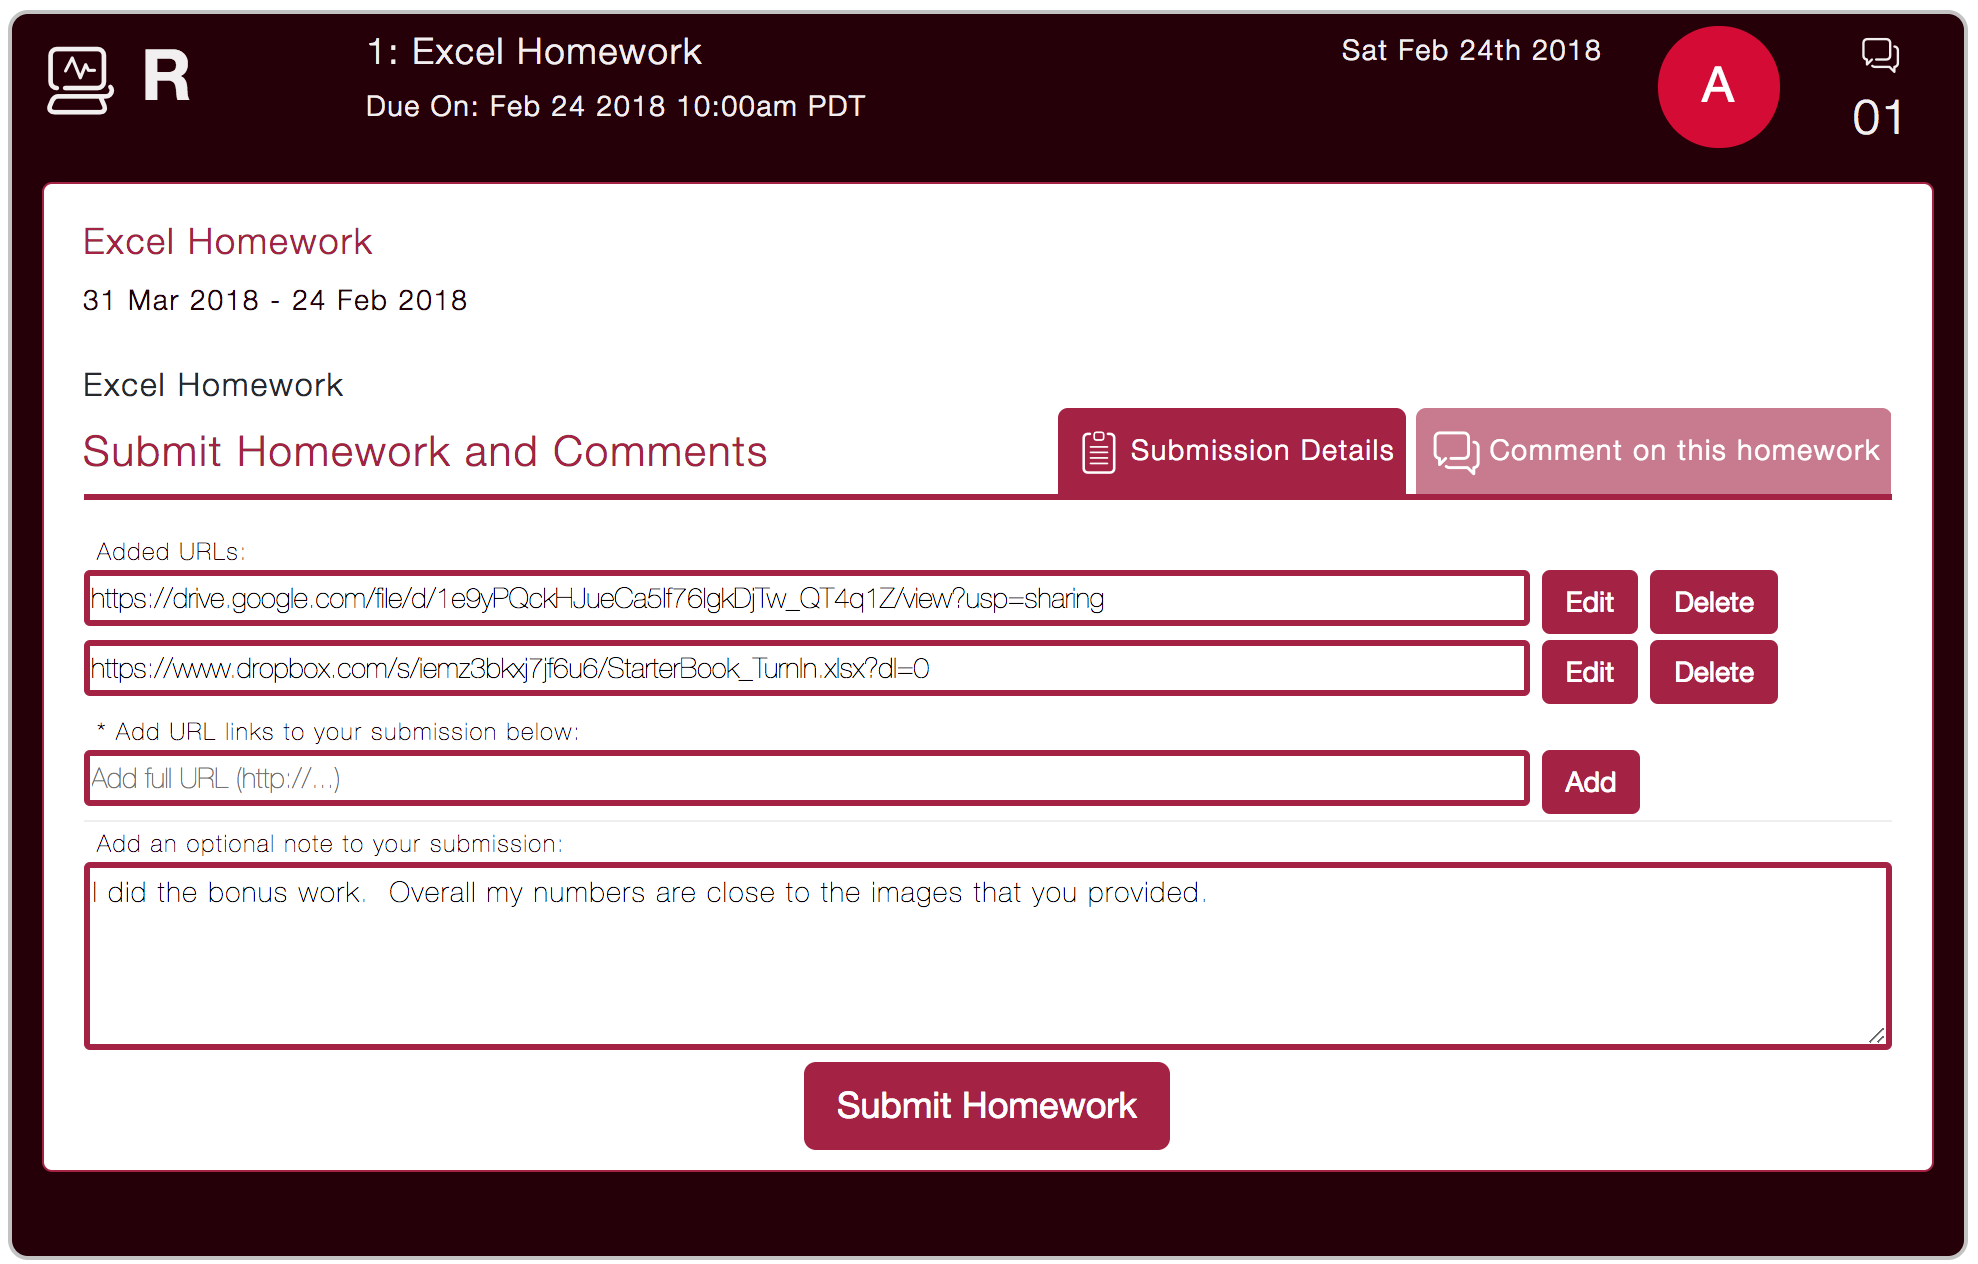 R
1: Excel Homework
Due On: Feb 24 2018 10:00am PDT
Sat Feb 24th 2018
A
01
Excel Homework
31 Mar 2018 - 24 Feb 2018
Excel Homework
Submit Homework and Comments
Submission Details
Comment on this homework
Added URLs:
https://drive.google.com/file/d/1e9yPQckHJueCa5If76IgkDjTw_QT4q1Z/view?usp=sharing
Edit
Delete
https://www.dropbox.com/s/iemz3bkxj7jf6u6/StarterBook_TurnIn.xlsx?dl=0
Edit
Delete
* Add URL links to your submission below:
Add full URL (http://...)
Add
Add an optional note to your submission:
I did the bonus work.  Overall my numbers are close to the images that you provided.
Submit Homework